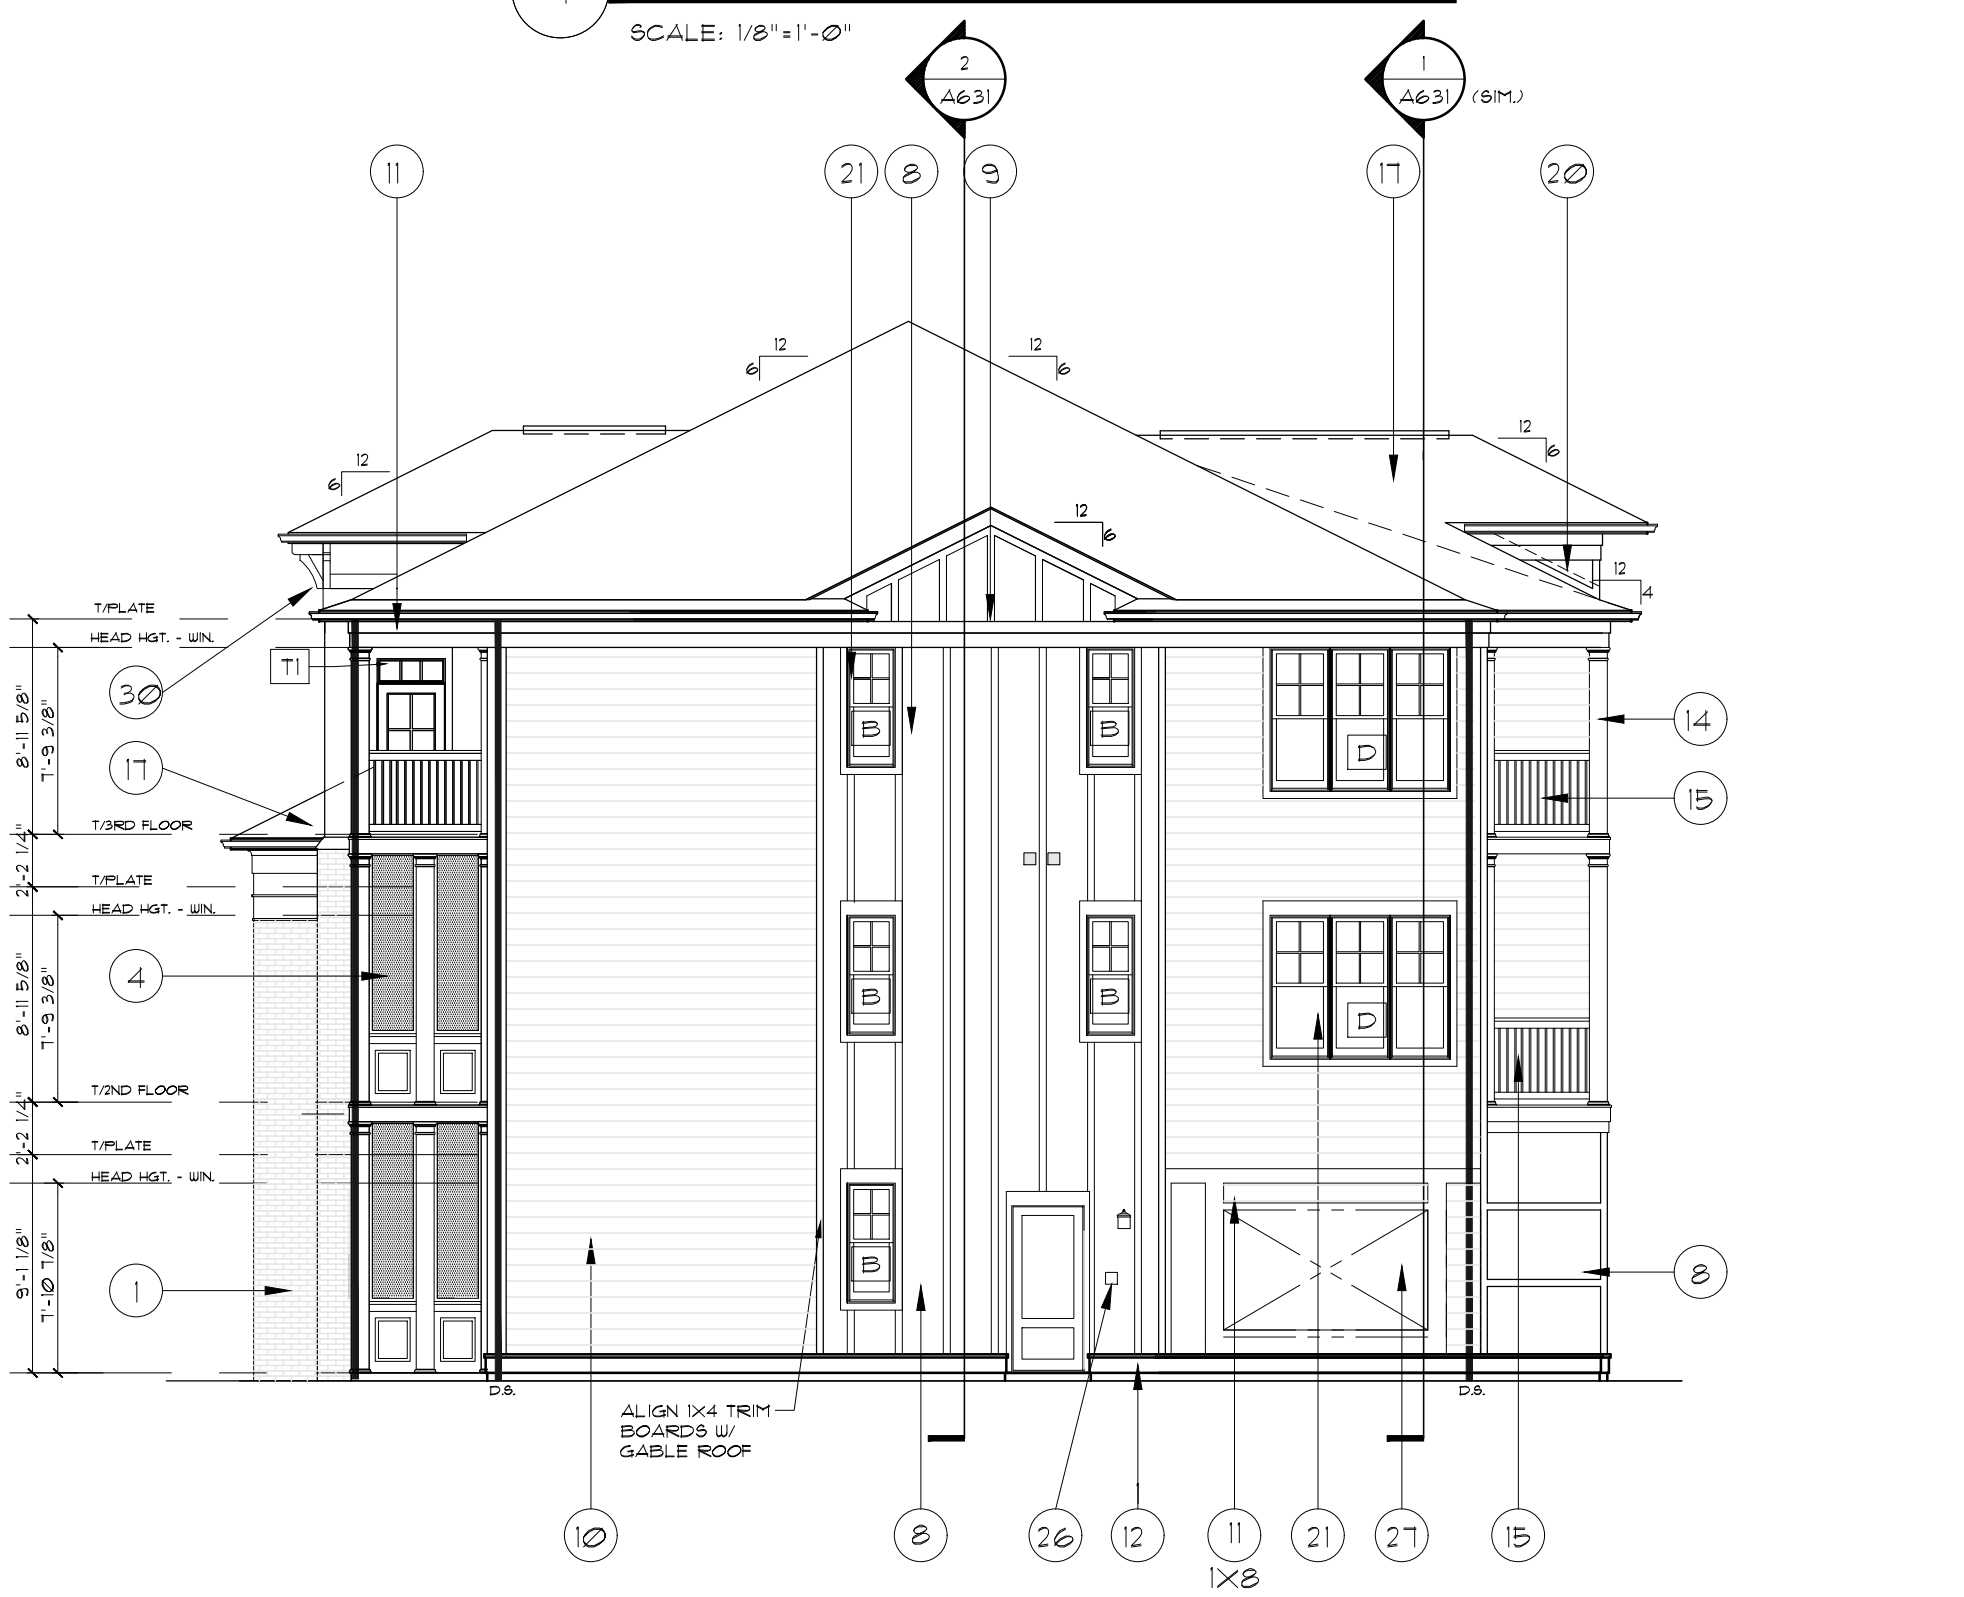 SCALE: 1/8"=1'-0"
2
A631
1
A631
(SIM.)
11
21
8
9
17
20
12
6
12
6
12
6
12
6
12
6
12
4
T/PLATE
HEAD HGT. - WIN.
T1
30
8'-11 5/8"
7'-9 3/8"
B
B
D
14
17
15
T/3RD FLOOR
2'-2 1/4"
T/PLATE
HEAD HGT. - WIN.
4
8'-11 5/8"
7'-9 3/8"
B
B
D
T/2ND FLOOR
2'-2 1/4"
T/PLATE
HEAD HGT. - WIN.
9'-1 1/8"
7'-10 7/8"
1
B
8
D.S.
D.S.
ALIGN 1X4 TRIM
BOARDS W/
GABLE ROOF
10
8
26
12
11
21
27
15
1X8